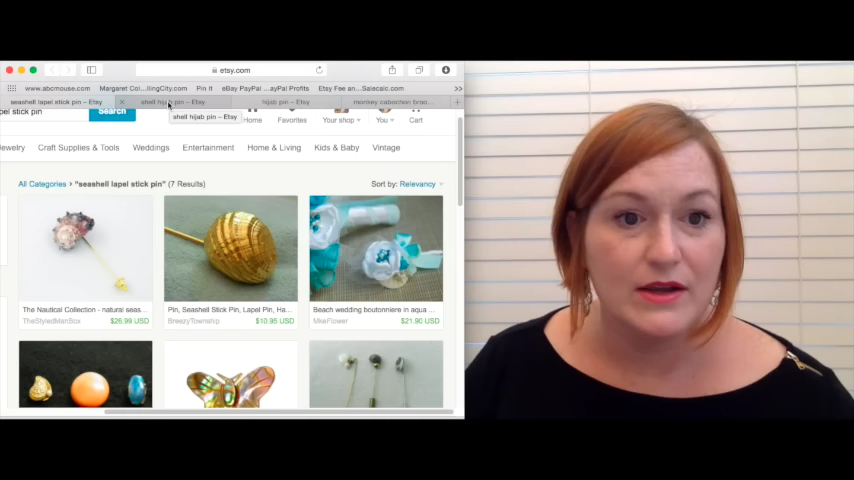 etsy.com
www.abcmouse.com Margaret Col...llingCity.com Pin It eBay PayPal ...ayPal Profits Etsy Fee an...Salecalc.com
seashell lapel stick pin – Etsy shell hijab pin – Etsy hijab pin – Etsy monkey cabochon broo...
pel stick pin Search Home Favorites Your shop You Cart
shell hijab pin – Etsy
Jewelry Craft Supplies & Tools Weddings Entertainment Home & Living Kids & Baby Vintage
All Categories › "seashell lapel stick pin" (7 Results) Sort by: Relevancy
The Nautical Collection - natural seas... Pin, Seashell Stick Pin, Lapel Pin, Ha... Beach wedding boutonniere in aqua ...
TheStyledManBox $26.99 USD BreezyTownship $10.95 USD MkeFlower $21.90 USD